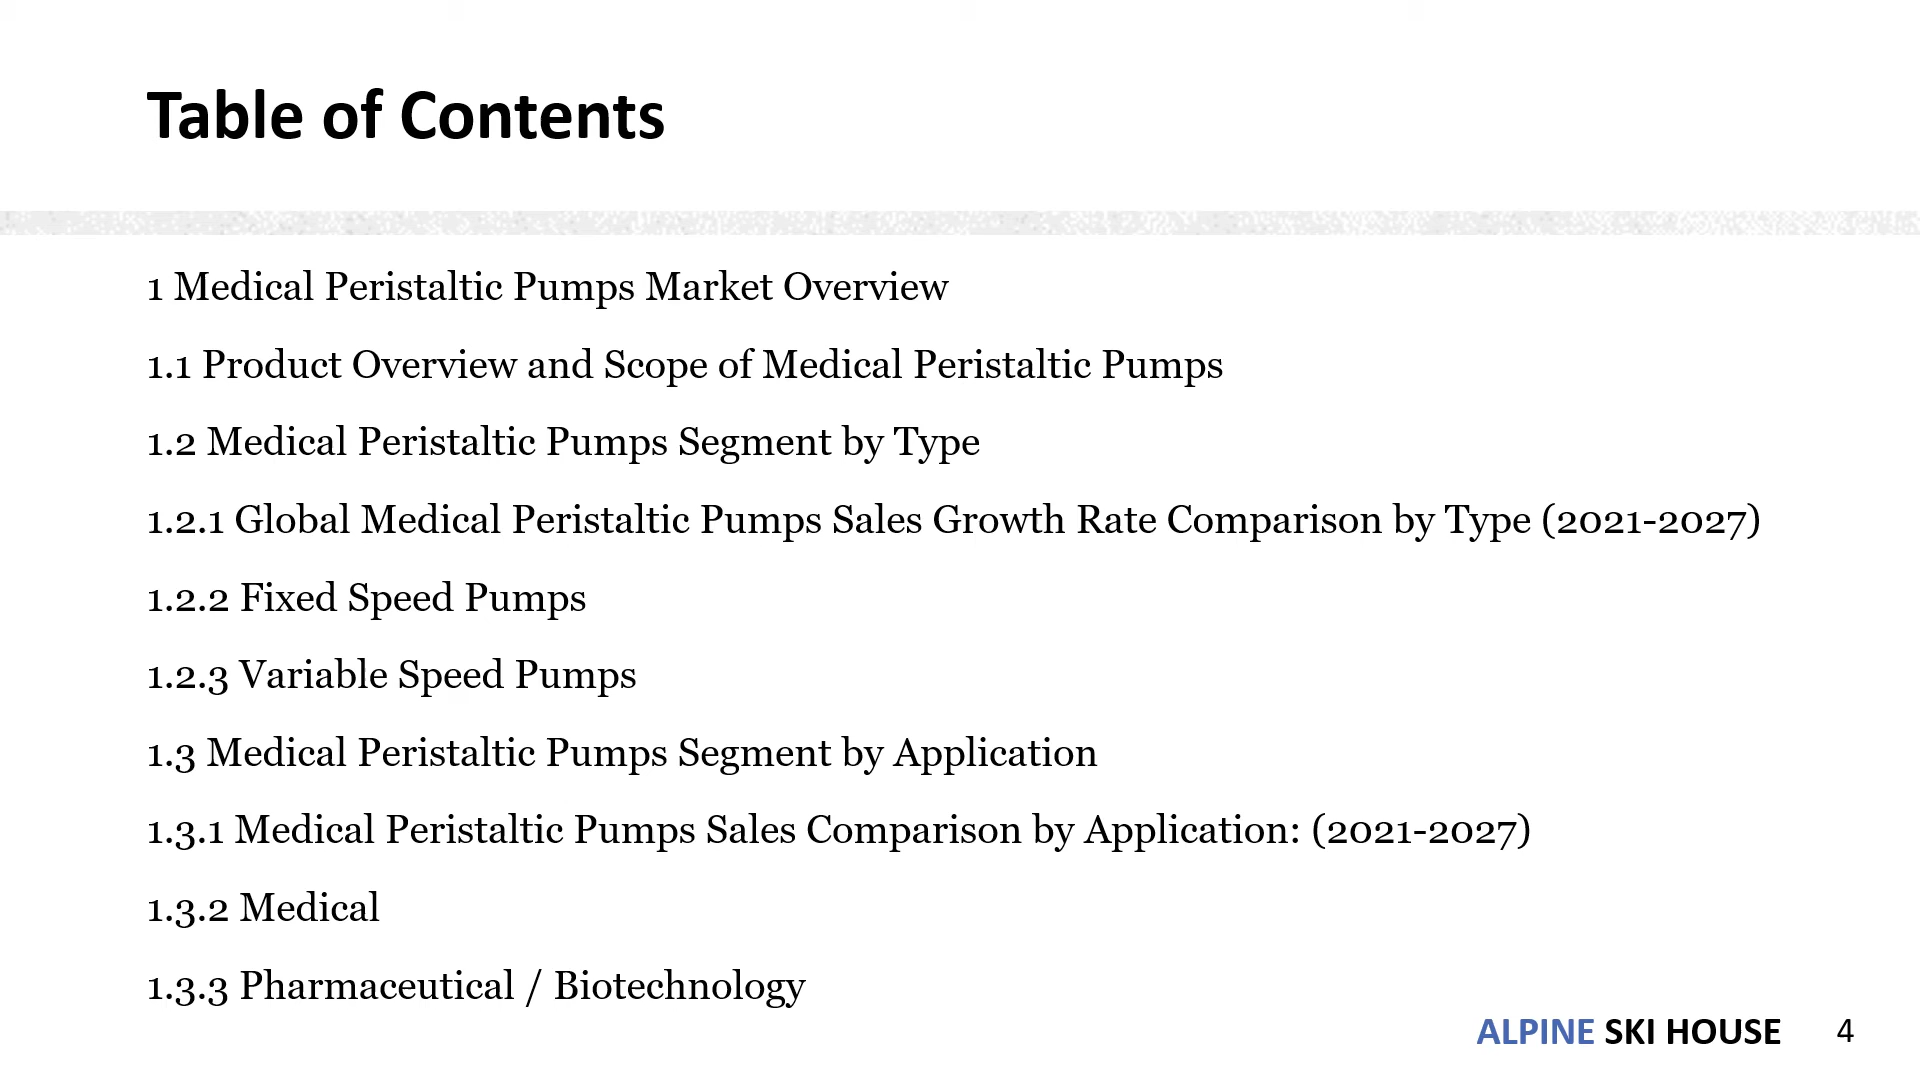 Table of Contents
1 Medical Peristaltic Pumps Market Overview
1.1 Product Overview and Scope of Medical Peristaltic Pumps
1.2 Medical Peristaltic Pumps Segment by Type
1.2.1 Global Medical Peristaltic Pumps Sales Growth Rate Comparison by Type (2021-2027)
1.2.2 Fixed Speed Pumps
1.2.3 Variable Speed Pumps
1.3 Medical Peristaltic Pumps Segment by Application
1.3.1 Medical Peristaltic Pumps Sales Comparison by Application: (2021-2027)
1.3.2 Medical
1.3.3 Pharmaceutical / Biotechnology
ALPINE SKI HOUSE 4